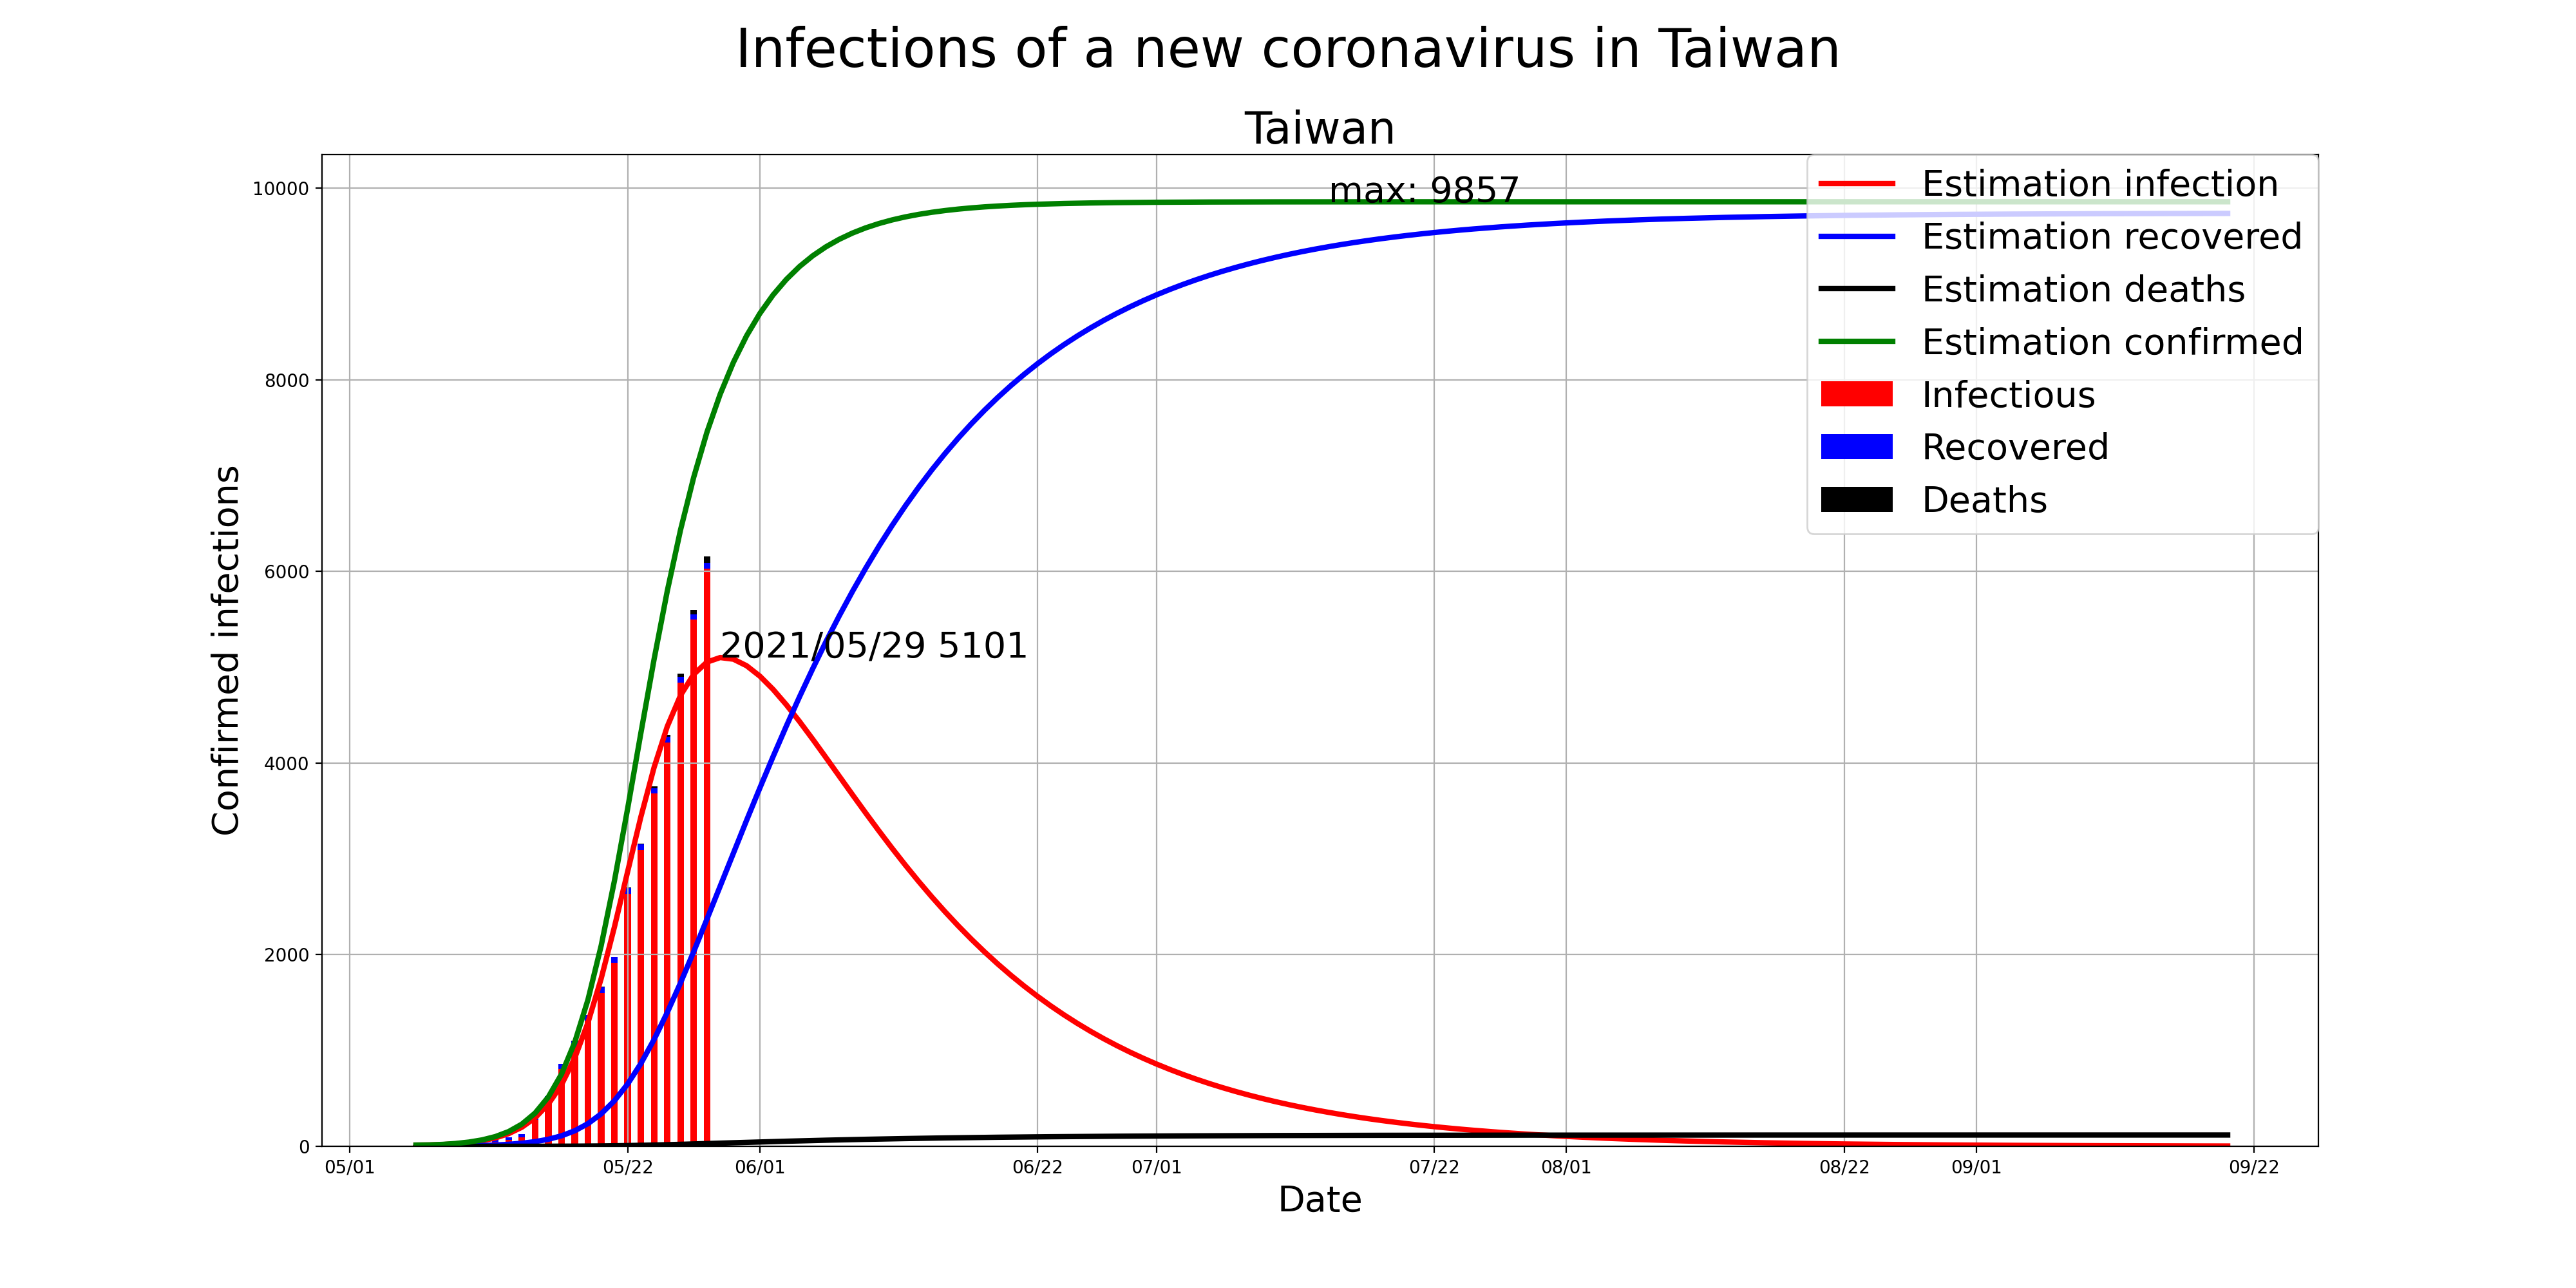 Infections of a new coronavirus in Taiwan
Taiwan
max: 9857
Estimation infection
Estimation recovered
Estimation deaths
Estimation confirmed
Infectious
Recovered
Deaths
2021/05/29 5101
Confirmed infections
10000
8000
6000
4000
2000
0
05/01 05/22 06/01 06/22 07/01 07/22 08/01 08/22 09/01 09/22
Date